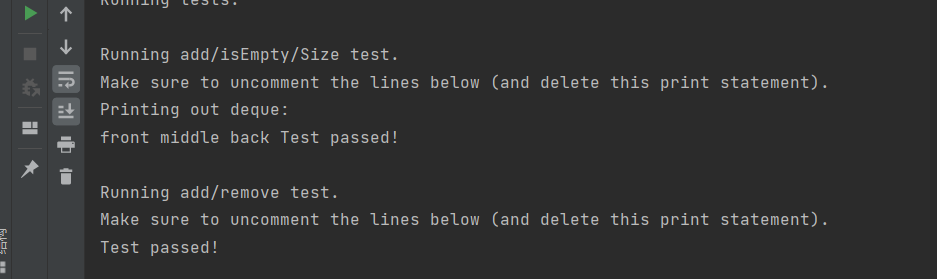 Running tests.
Running add/isEmpty/Size test.
Make sure to uncomment the lines below (and delete this print statement).
Printing out deque:
front middle back Test passed!
Running add/remove test.
Make sure to uncomment the lines below (and delete this print statement).
Test passed!
结构